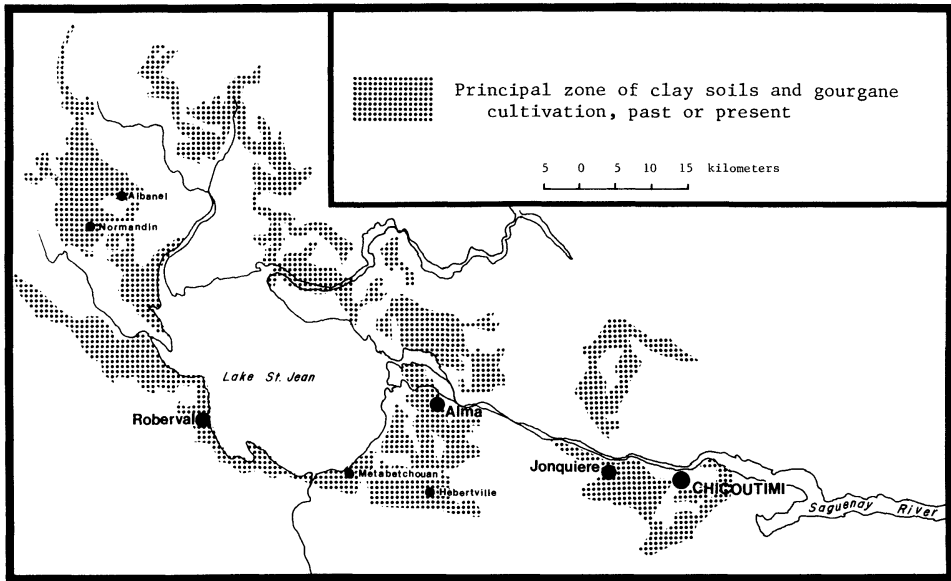 Principal zone of clay soils and gourgane
cultivation, past or present
5 0 5 10 15 kilometers
Albanel
Normandin
Lake St. Jean
Roberval
Alma
Metabetchouan
Hebertville
Jonquiere
CHICOUTIMI
Saguenay River